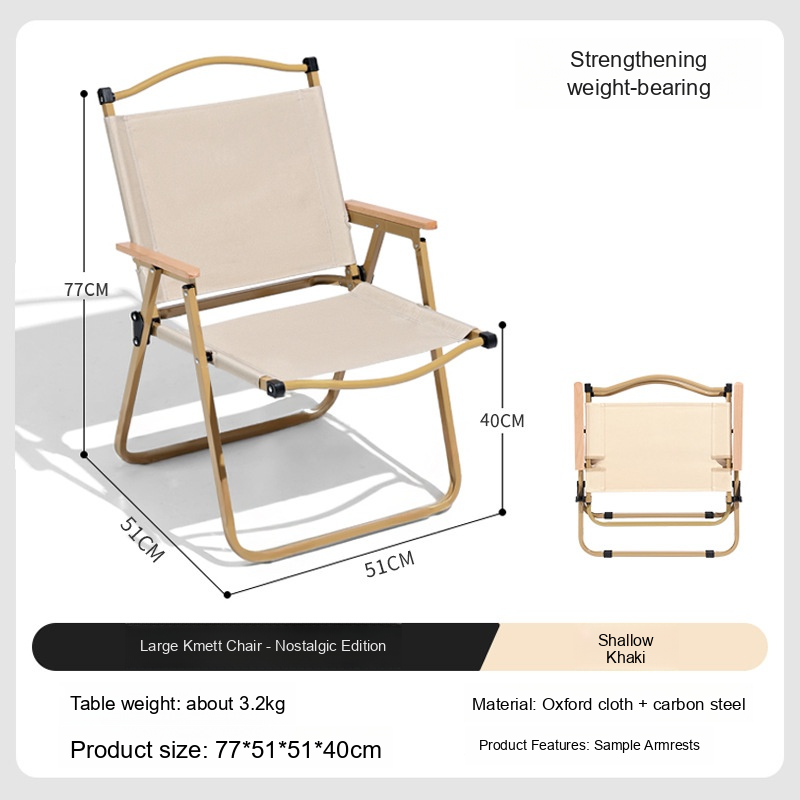 Strengthening
weight-bearing
77CM
40CM
51CM
51CM
Large Kmett Chair - Nostalgic Edition
Shallow
Khaki
Table weight: about 3.2kg
Material: Oxford cloth + carbon steel
Product size: 77*51*51*40cm
Product Features: Sample Armrests